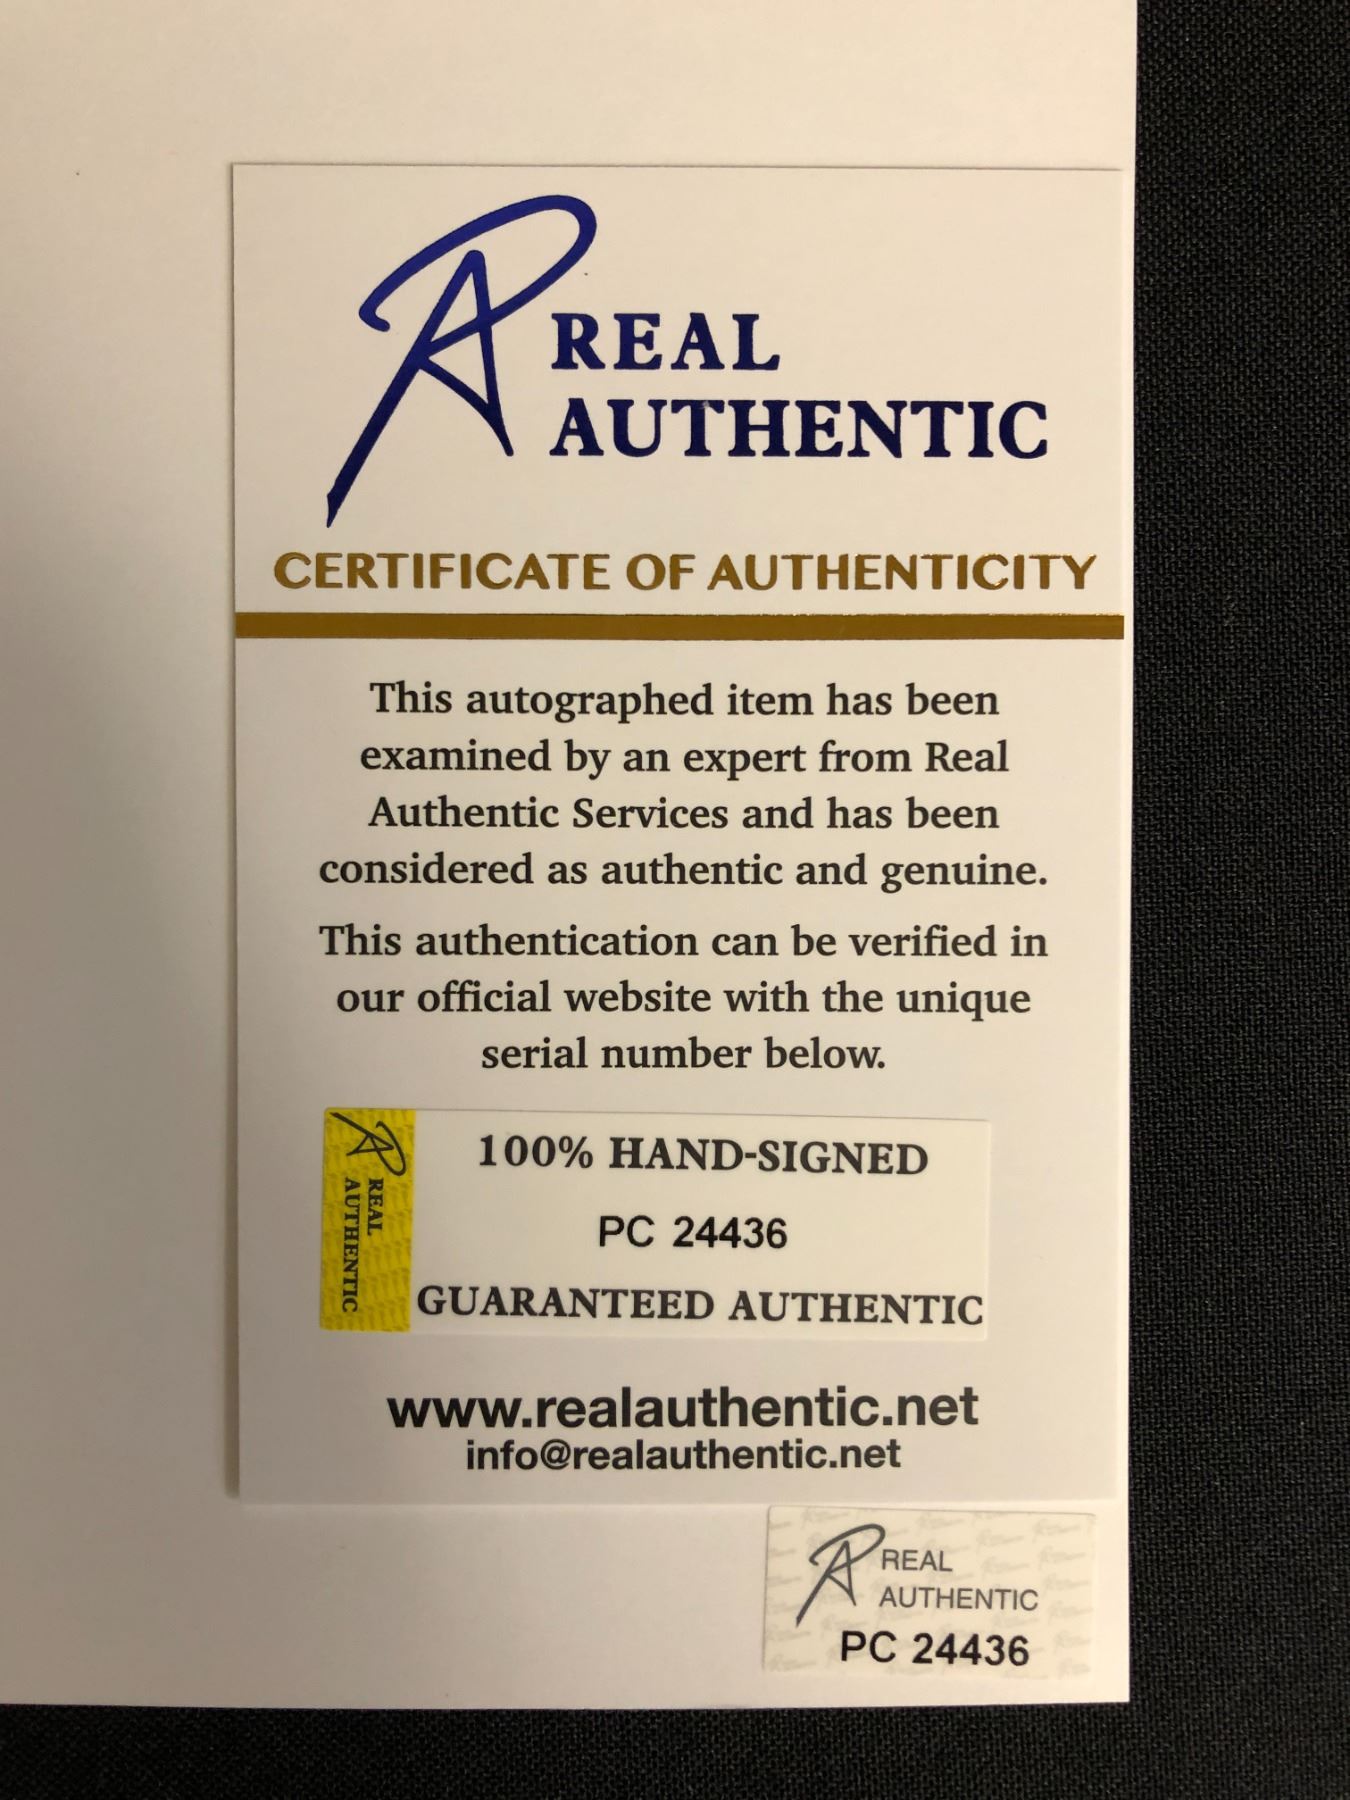 REAL
AUTHENTIC
CERTIFICATE OF AUTHENTICITY
This autographed item has been
examined by an expert from Real
Authentic Services and has been
considered as authentic and genuine.
This authentication can be verified in
our official website with the unique
serial number below.
REAL
AUTHENTIC
100% HAND-SIGNED
PC 24436
GUARANTEED AUTHENTIC
www.realauthentic.net
info@realauthentic.net
REAL
AUTHENTIC
PC 24436